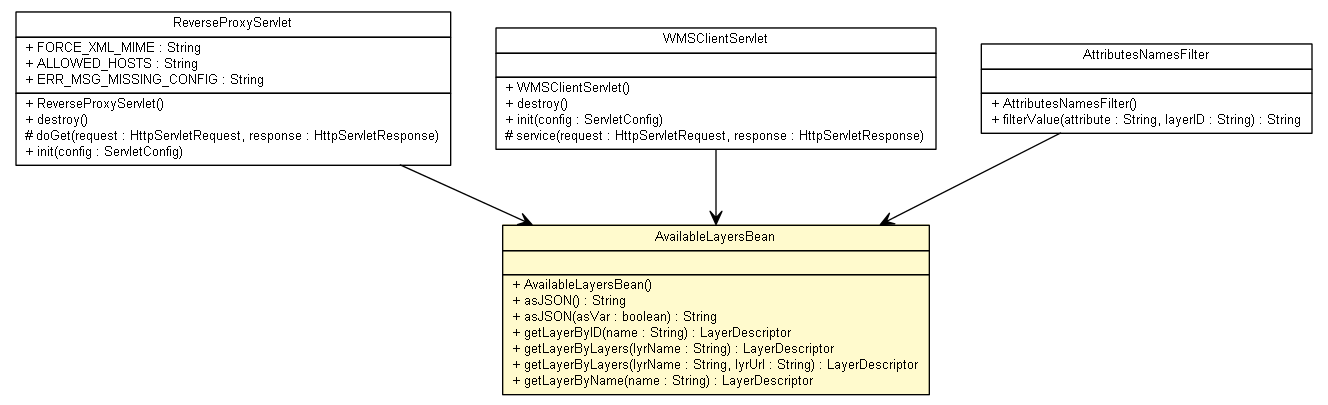 ReverseProxyServlet
+ FORCE_XML_MIME : String
+ ALLOWED_HOSTS : String
+ ERR_MSG_MISSING_CONFIG : String
+ ReverseProxyServlet()
+ destroy()
# doGet(request : HttpServletRequest, response : HttpServletResponse)
+ init(config : ServletConfig)
WMSClientServlet
+ WMSClientServlet()
+ destroy()
+ init(config : ServletConfig)
# service(request : HttpServletRequest, response : HttpServletResponse)
AttributesNamesFilter
+ AttributesNamesFilter()
+ filterValue(attribute : String, layerID : String) : String
AvailableLayersBean
+ AvailableLayersBean()
+ asJSON() : String
+ asJSON(asVar : boolean) : String
+ getLayerByID(name : String) : LayerDescriptor
+ getLayerByLayers(lyrName : String) : LayerDescriptor
+ getLayerByLayers(lyrName : String, lyrUrl : String) : LayerDescriptor
+ getLayerByName(name : String) : LayerDescriptor